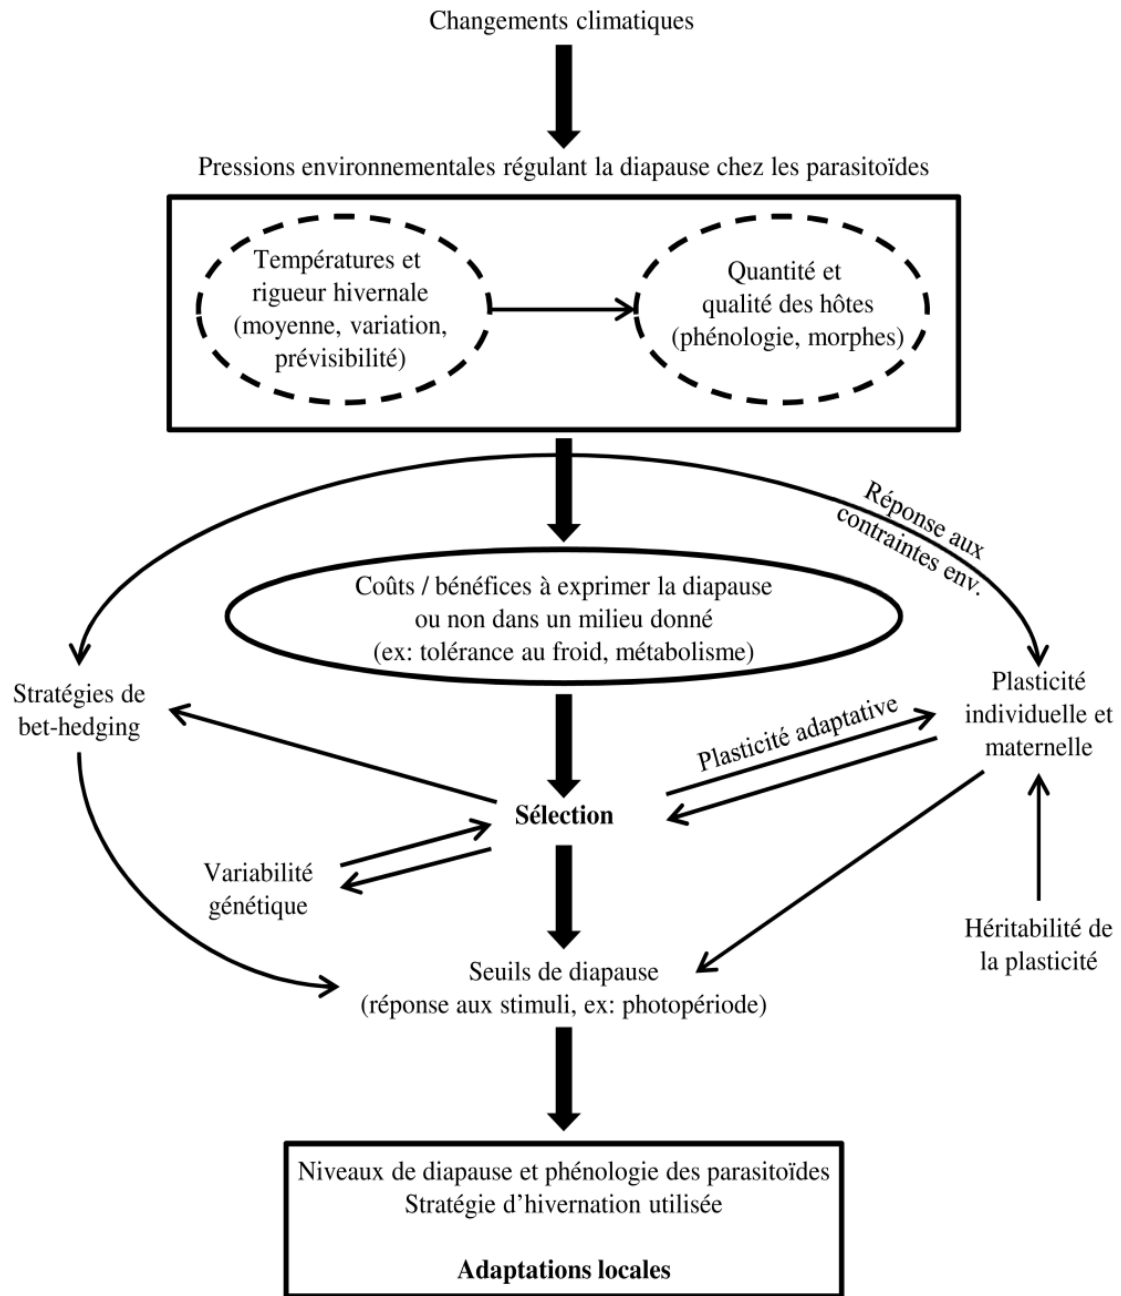 Changements climatiques
Pressions environnementales régulant la diapause chez les parasitoïdes
Températures et
rigueur hivernale
(moyenne, variation,
prévisibilité)
Quantité et
qualité des hôtes
(phénologie, morphes)
Réponse aux
contraintes env.
Coûts / bénéfices à exprimer la diapause
ou non dans un milieu donné
(ex: tolérance au froid, métabolisme)
Stratégies de
bet-hedging
Plasticité
individuelle et
maternelle
Plasticité adaptative
Sélection
Variabilité
génétique
Héritabilité de
la plasticité
Seuils de diapause
(réponse aux stimuli, ex: photopériode)
Niveaux de diapause et phénologie des parasitoïdes
Stratégie d’hivernation utilisée
Adaptations locales